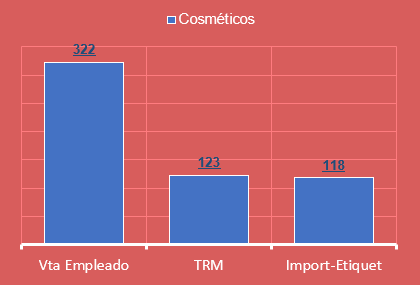 Cosméticos
322
123
118
Vta Empleado
TRM
Import-Etiquet